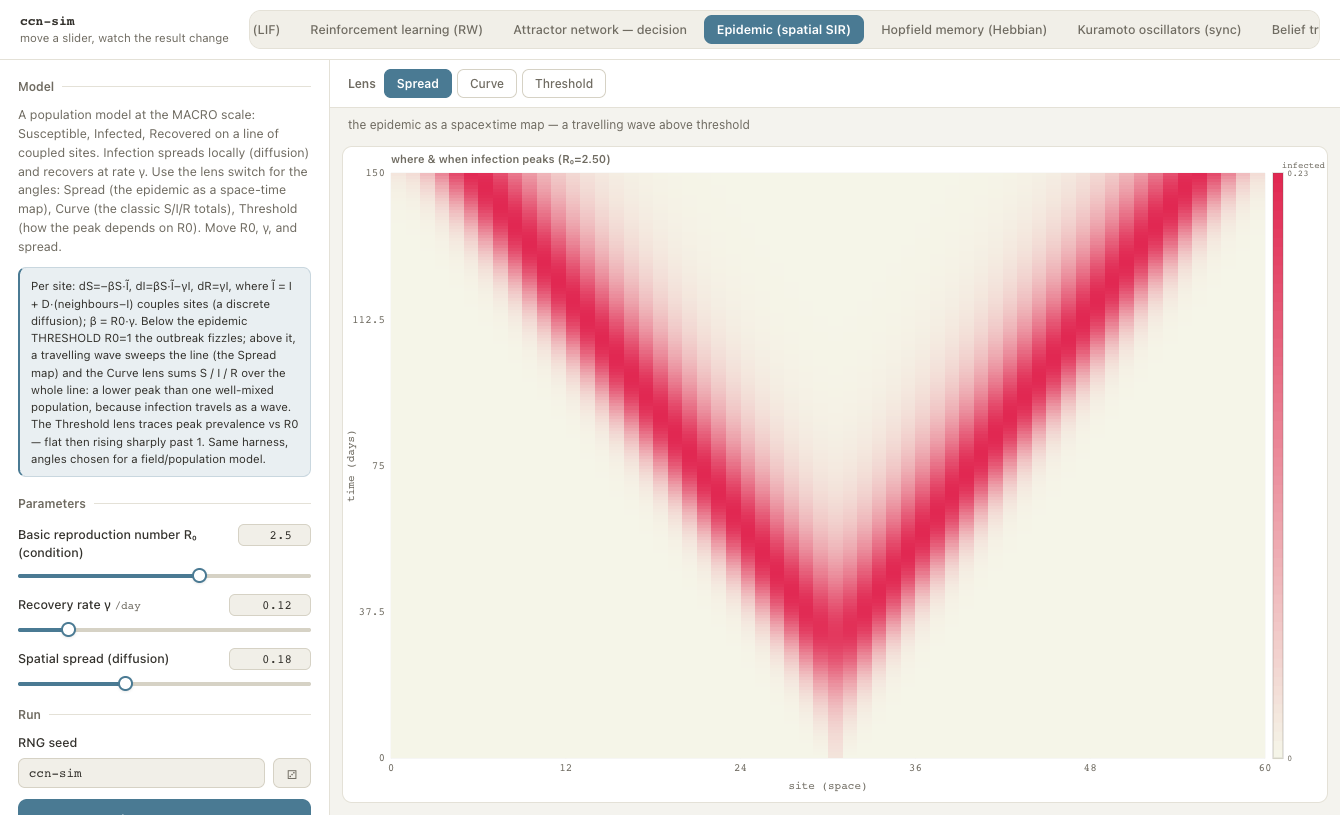 ccn-sim
move a slider, watch the result change
(LIF)
Reinforcement learning (RW)
Attractor network — decision
Epidemic (spatial SIR)
Hopfield memory (Hebbian)
Kuramoto oscillators (sync)
Belief tr
Model
A population model at the MACRO scale:
Susceptible, Infected, Recovered on a line of
coupled sites. Infection spreads locally (diffusion)
and recovers at rate γ. Use the lens switch for the
angles: Spread (the epidemic as a space-time
map), Curve (the classic S/I/R totals), Threshold
(how the peak depends on R0). Move R0, γ, and
spread.
Per site: dS=−βS·Ĩ, dI=βS·Ĩ−γI, dR=γI, where Ĩ = I
+ D·(neighbours−I) couples sites (a discrete
diffusion); β = R0·γ. Below the epidemic
THRESHOLD R0=1 the outbreak fizzles; above it,
a travelling wave sweeps the line (the Spread
map) and the Curve lens sums S / I / R over the
whole line: a lower peak than one well-mixed
population, because infection travels as a wave.
The Threshold lens traces peak prevalence vs R0
— flat then rising sharply past 1. Same harness,
angles chosen for a field/population model.
Parameters
Basic reproduction number R₀
(condition)
2.5
Recovery rate γ /day
0.12
Spatial spread (diffusion)
0.18
Run
RNG seed
ccn-sim
Lens
Spread
Curve
Threshold
the epidemic as a space×time map — a travelling wave above threshold
where & when infection peaks (R₀=2.50)
infected
0.23
0
150
112.5
75
37.5
0
time (days)
0
12
24
36
48
60
site (space)